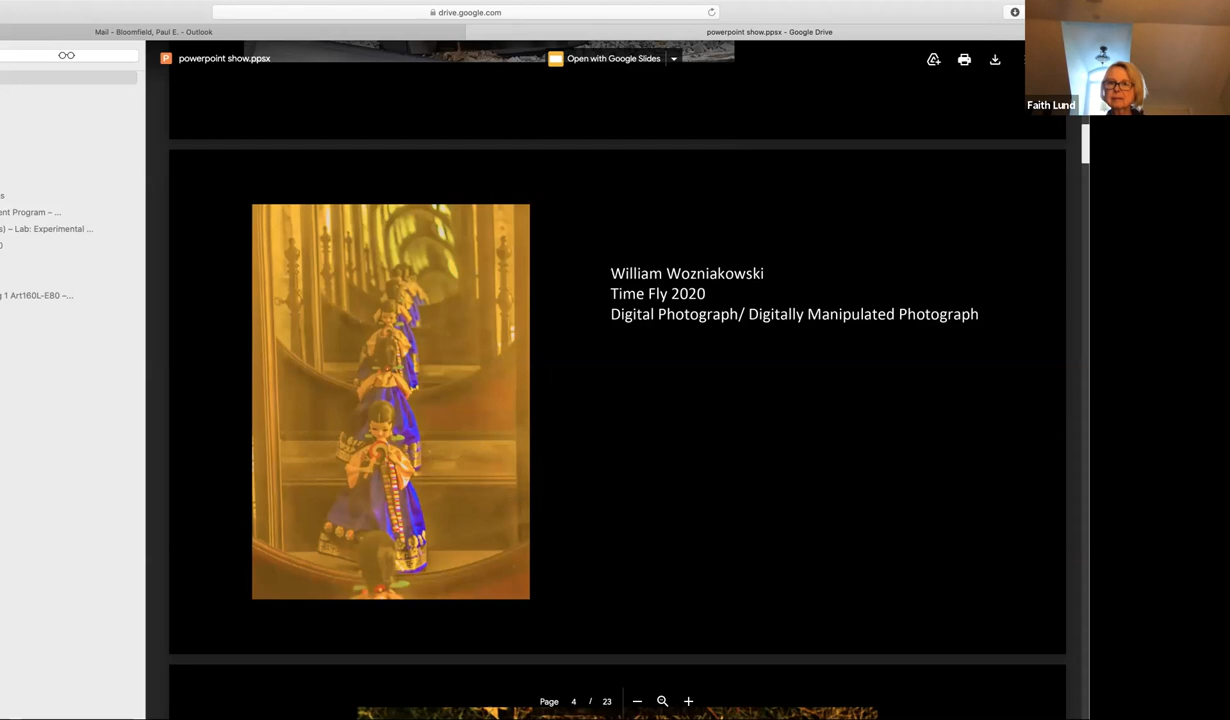 drive.google.com
Mail - Bloomfield, Paul E. - Outlook
powerpoint show.ppsx - Google Drive
P powerpoint show.ppsx
Open with Google Slides
Faith Lund
s
ent Program – ...
s) – Lab: Experimental ...
0
g 1 Art160L-E80 –...
William Wozniakowski
Time Fly 2020
Digital Photograph/ Digitally Manipulated Photograph
Page 4 / 23